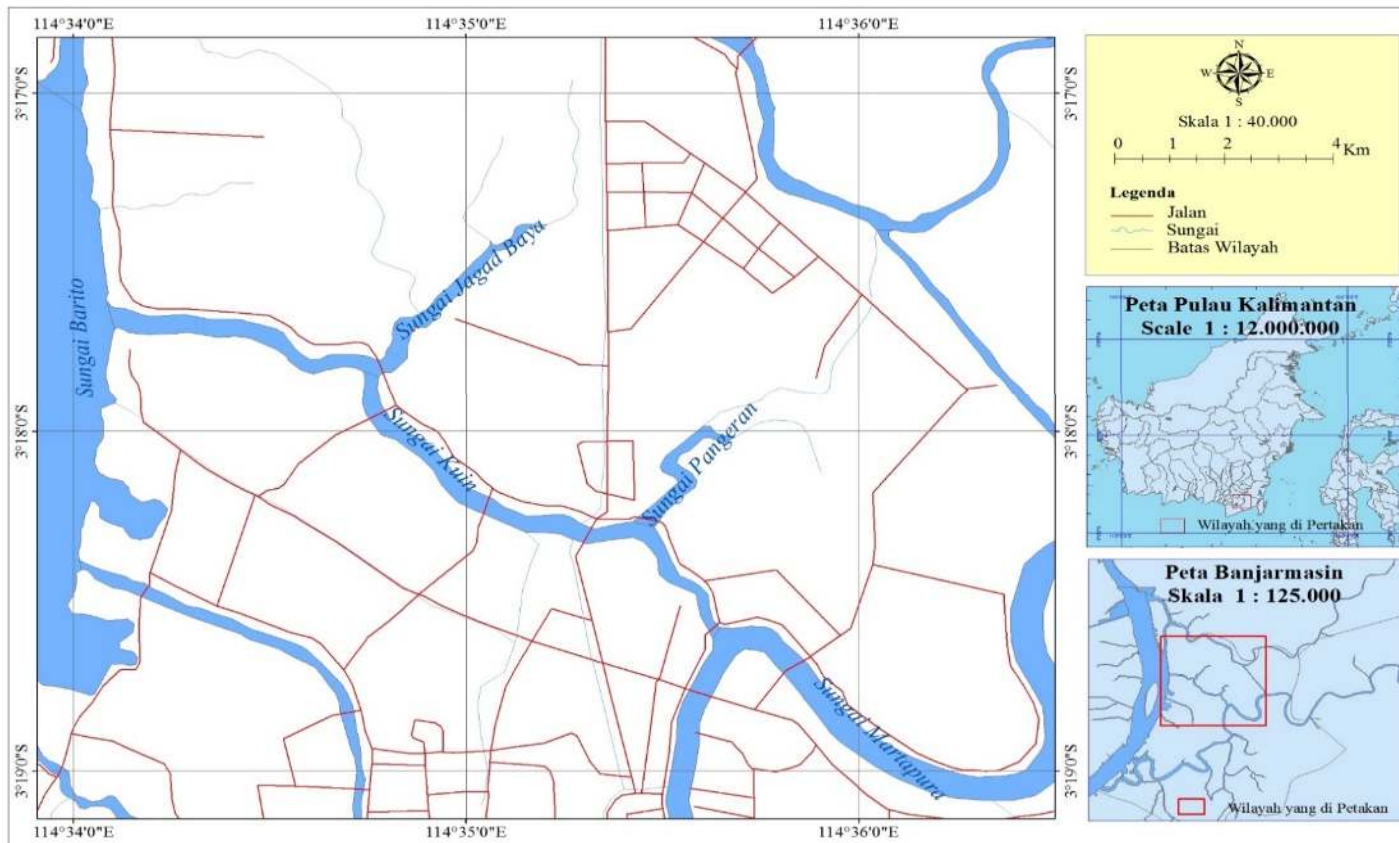 114°34'0"E
114°35'0"E
114°36'0"E
3°17'0"S
3°17'0"S
Sungai Jagad Baya
Sungai Barito
Sungai Kuin
Sungai Pangeran
3°18'0"S
3°18'0"S
Sungai Martapura
3°19'0"S
3°19'0"S
114°34'0"E
114°35'0"E
114°36'0"E
N
W
E
S
Skala 1 : 40.000
0 1 2 4 Km
Legenda
Jalan
Sungai
Batas Wilayah
Peta Pulau Kalimantan
Scale 1 : 12.000.000
Wilayah yang di Pertakan
Peta Banjarmasin
Skala 1 : 125.000
Wilayah yang di Petakan